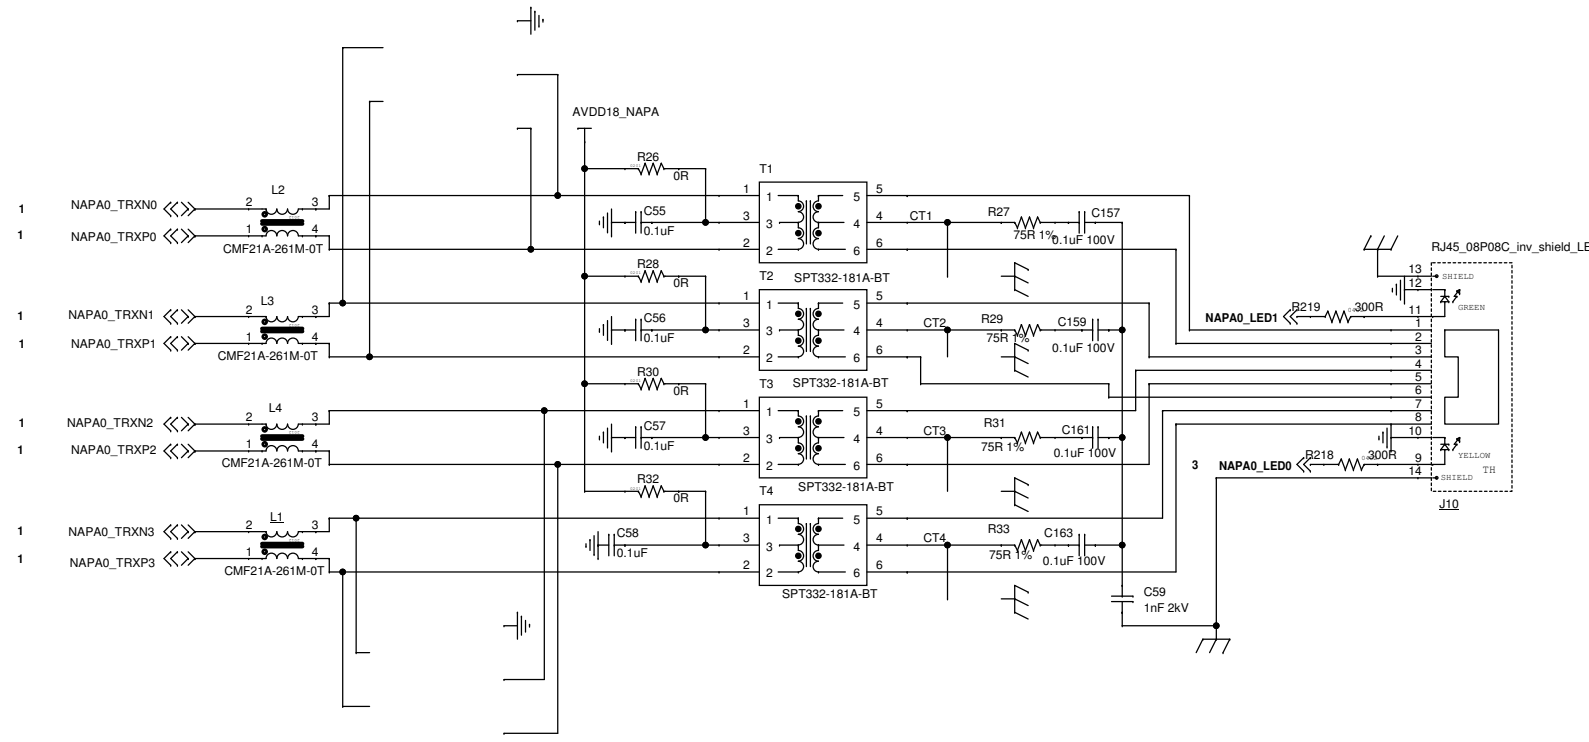 AVDD18_NAPA
R26
0R
T1
L2
1 NAPA0_TRXN0 2 3
1 NAPA0_TRXP0 1 4
CMF21A-261M-0T
C55
0.1uF
1 1 5 5
3 3 4 4
2 2 6 6
CT1
R27
75R 1%
C157
0.1uF 100V
SPT332-181A-BT
R28
0R
T2
L3
1 NAPA0_TRXN1 2 3
1 NAPA0_TRXP1 1 4
CMF21A-261M-0T
C56
0.1uF
1 1 5 5
3 3 4 4
2 2 6 6
CT2
R29
75R 1%
C159
0.1uF 100V
SPT332-181A-BT
R30
0R
T3
L4
1 NAPA0_TRXN2 2 3
1 NAPA0_TRXP2 1 4
CMF21A-261M-0T
C57
0.1uF
1 1 5 5
3 3 4 4
2 2 6 6
CT3
R31
75R 1%
C161
0.1uF 100V
SPT332-181A-BT
R32
0R
T4
L1
1 NAPA0_TRXN3 2 3
1 NAPA0_TRXP3 1 4
CMF21A-261M-0T
C58
0.1uF
1 1 5 5
3 3 4 4
2 2 6 6
CT4
R33
75R 1%
C163
0.1uF 100V
SPT332-181A-BT
C59
1nF 2kV
RJ45_08P08C_inv_shield_LE
13 SHIELD
12
GREEN
NAPA0_LED1 R219 300R 11
1
2
3
4
5
6
7
8
10
YELLOW
3 NAPA0_LED0 R218 300R 9
TH
14 SHIELD
J10